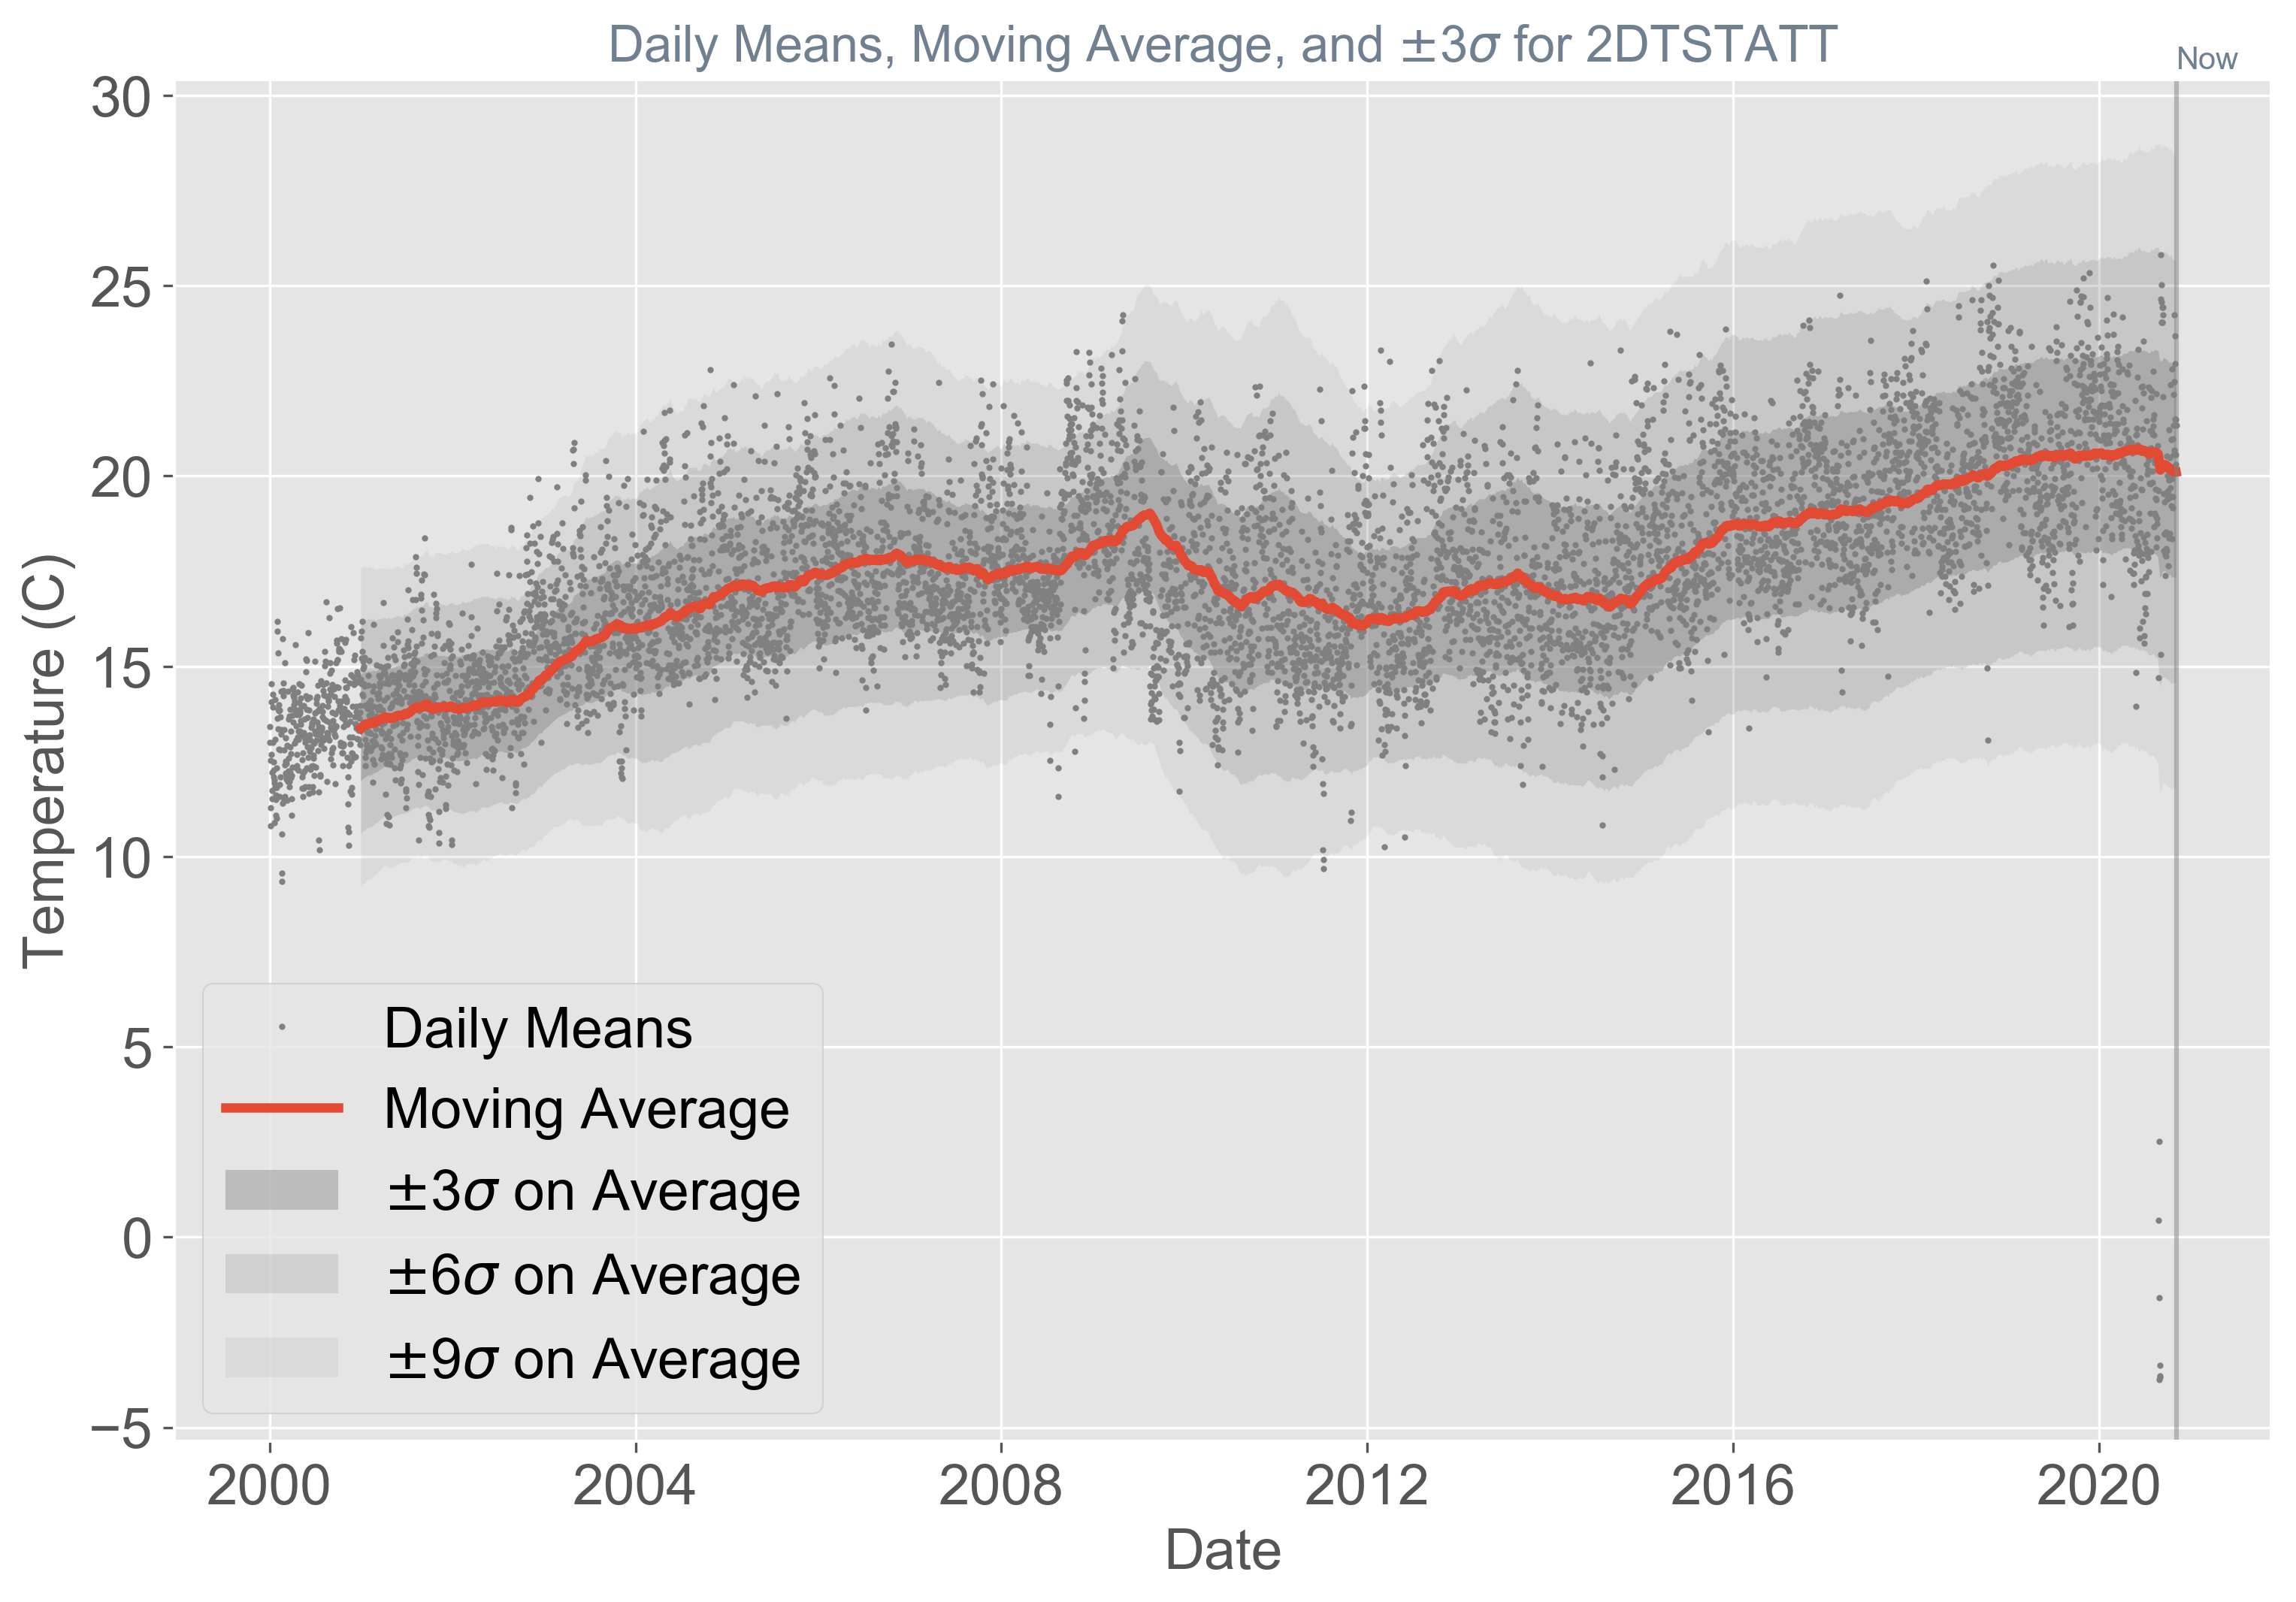 Daily Means, Moving Average, and ±3σ for 2DTSTATT
Now
30
25
20
15
10
5
0
−5
Temperature (C)
Daily Means
Moving Average
±3σ on Average
±6σ on Average
±9σ on Average
2000 2004 2008 2012 2016 2020
Date